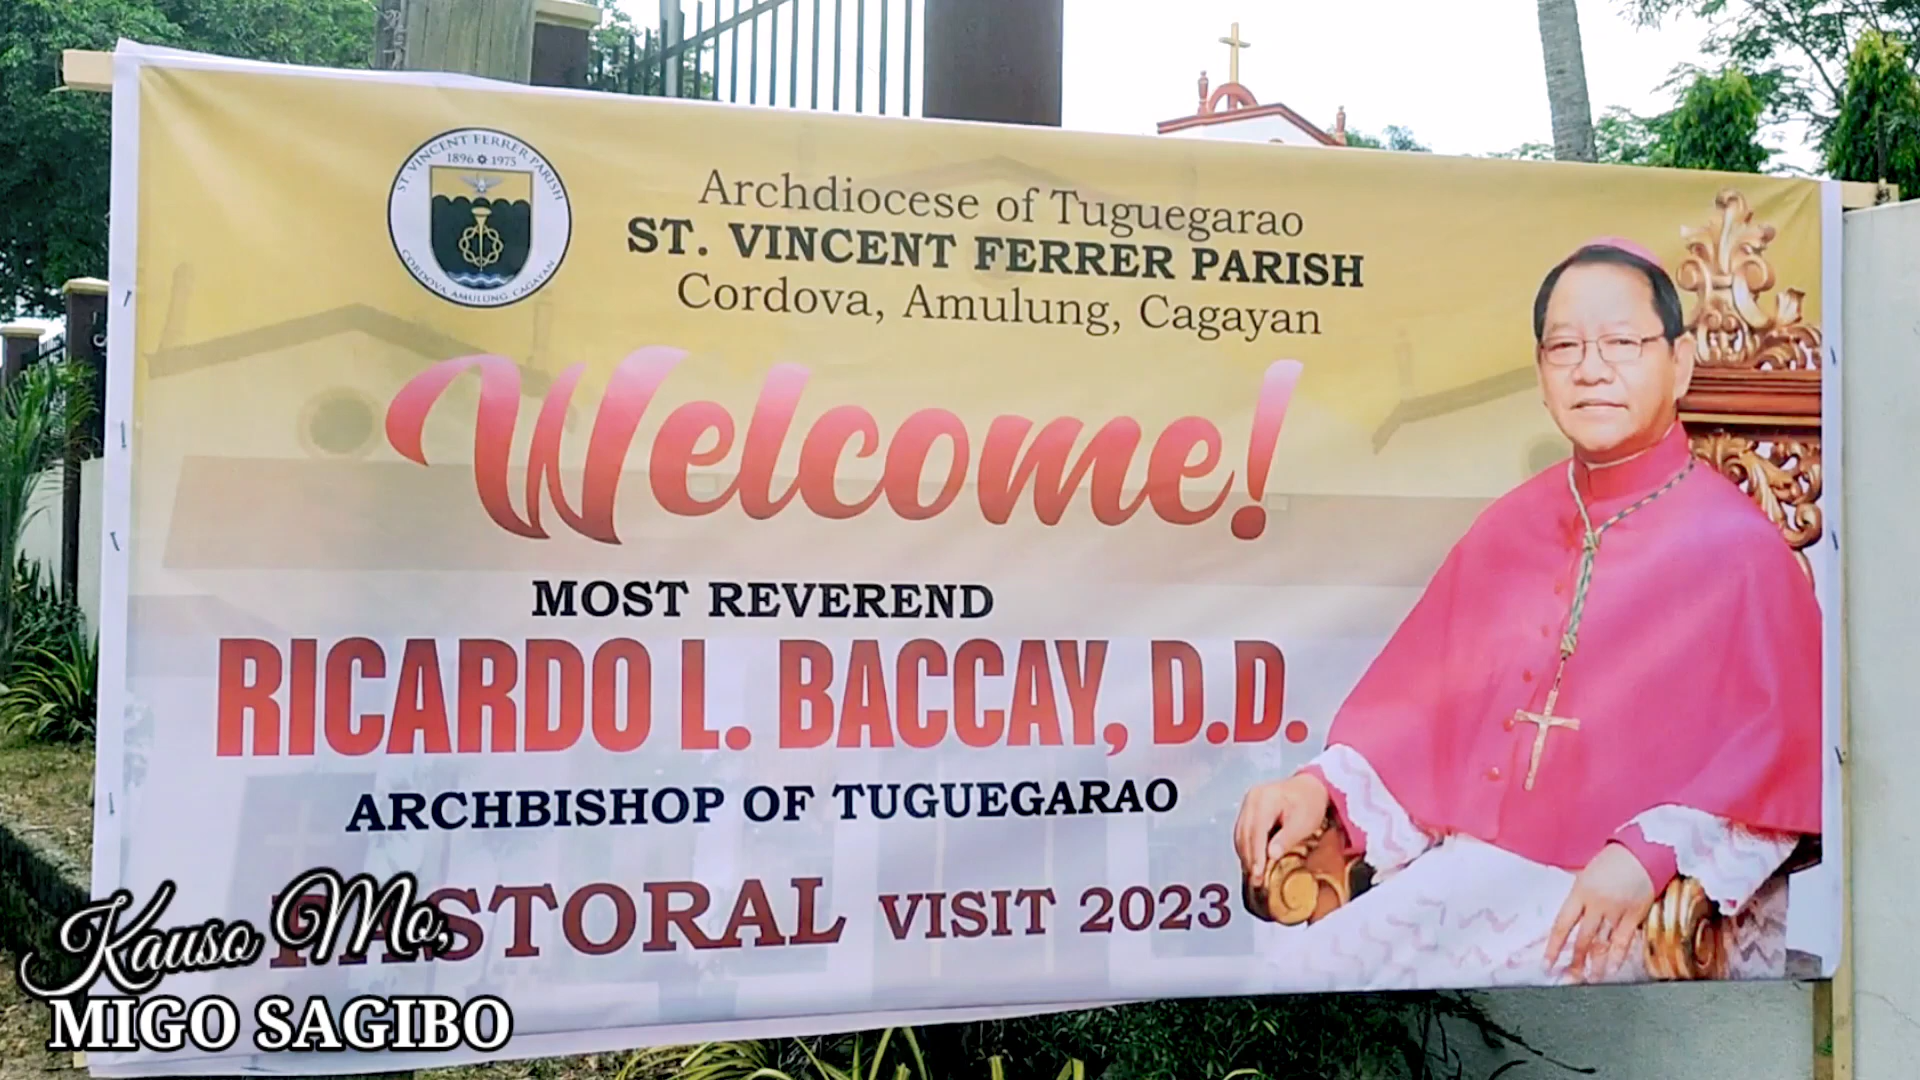 ST. VINCENT FERRER PARISH
1896 1975
CORDOVA, AMULUNG, CAGAYAN
Archdiocese of Tuguegarao
ST. VINCENT FERRER PARISH
Cordova, Amulung, Cagayan
Welcome!
MOST REVEREND
RICARDO L. BACCAY, D.D.
ARCHBISHOP OF TUGUEGARAO
PASTORAL VISIT 2023
Kauso Mo,
MIGO SAGIBO